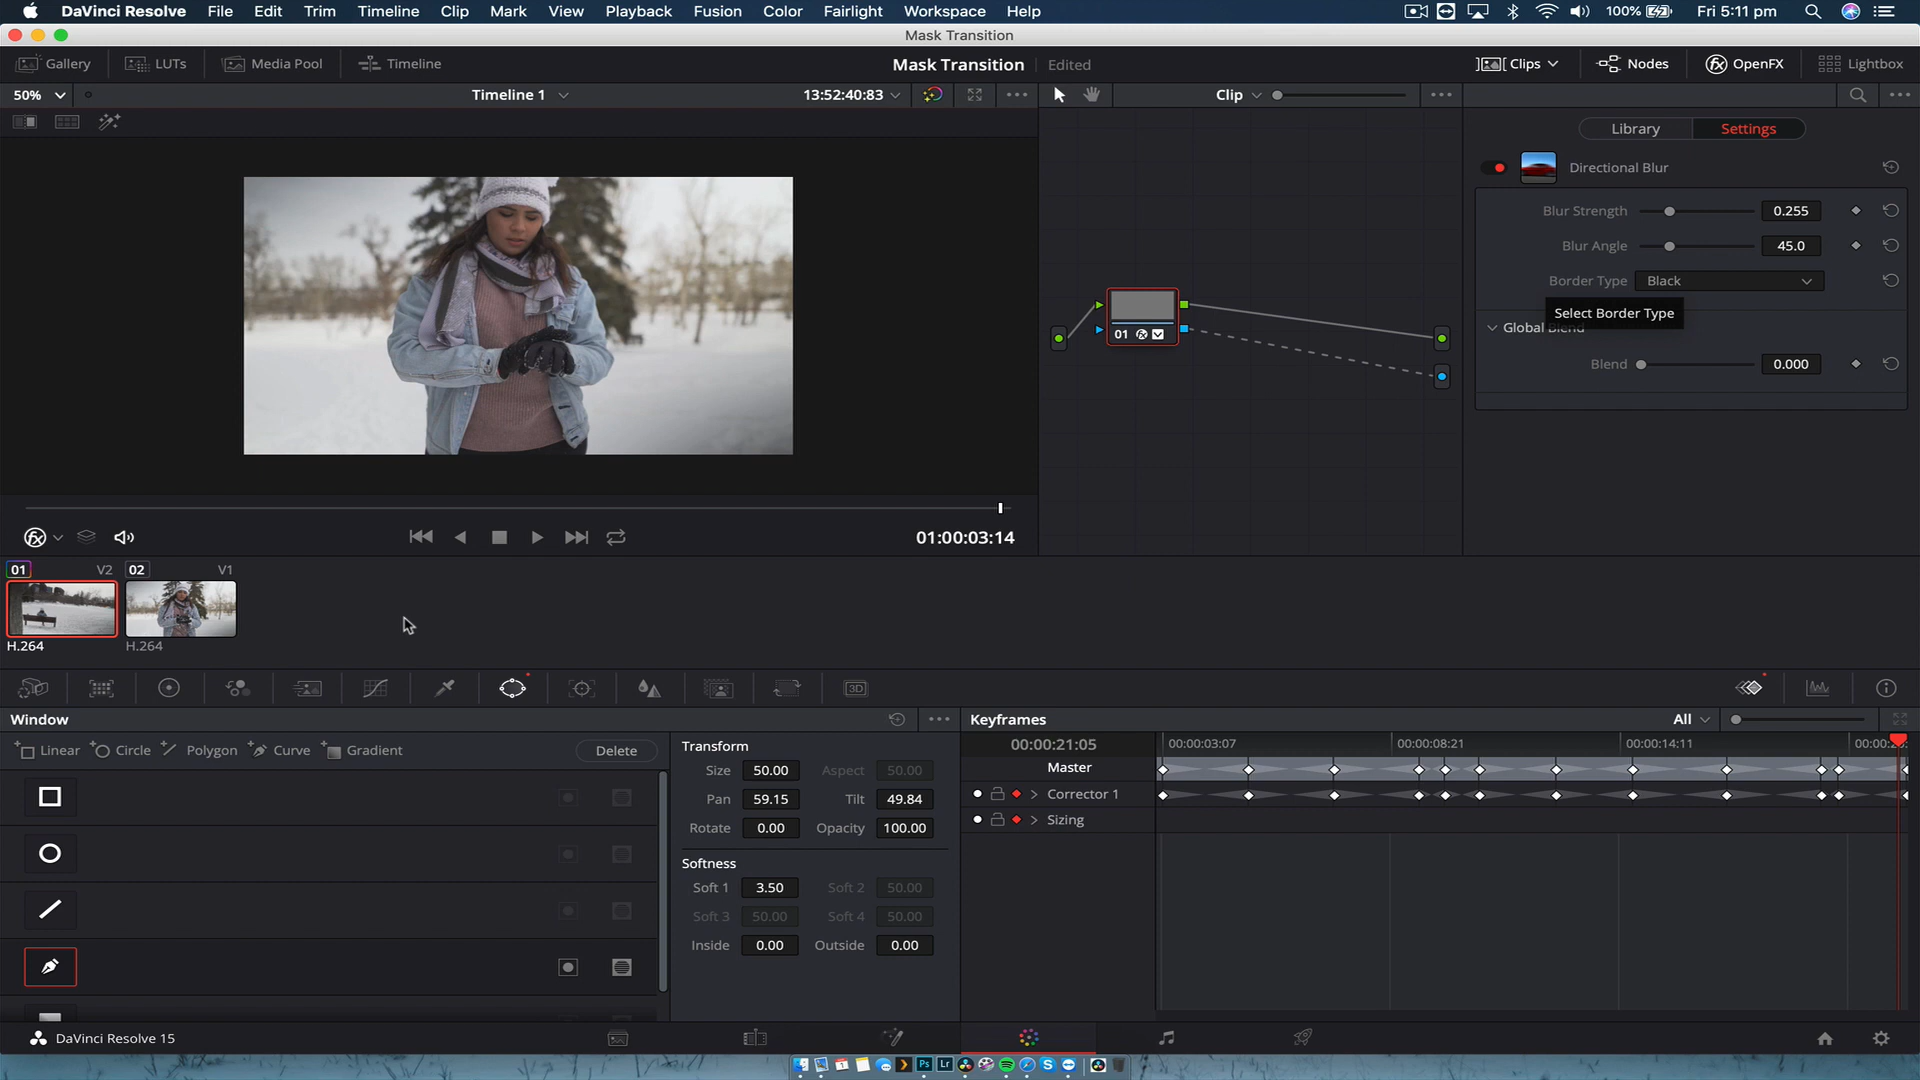 DaVinci Resolve File Edit Trim Timeline Clip Mark View Playback Fusion Color Fairlight Workspace Help 100% Fri 5:11 pm
Mask Transition
Gallery LUTs Media Pool Timeline Mask Transition Edited Clips Nodes OpenFX Lightbox
50% Timeline 1 13:52:40:83 Clip
Library Settings
Directional Blur
Blur Strength 0.255
Blur Angle 45.0
Border Type Black
Select Border Type
Global Blend
Blend 0.000
01
01:00:03:14
01 V2 02 V1
H.264 H.264
3D
Window Keyframes All
Linear Circle Polygon Curve Gradient Delete
Transform
Size 50.00 Aspect 50.00
Pan 59.15 Tilt 49.84
Rotate 0.00 Opacity 100.00
Softness
Soft 1 3.50 Soft 2 50.00
Soft 3 50.00 Soft 4 50.00
Inside 0.00 Outside 0.00
00:00:21:05 00:00:03:07 00:00:08:21 00:00:14:11
Master
Corrector 1
Sizing
DaVinci Resolve 15
Ps Lr